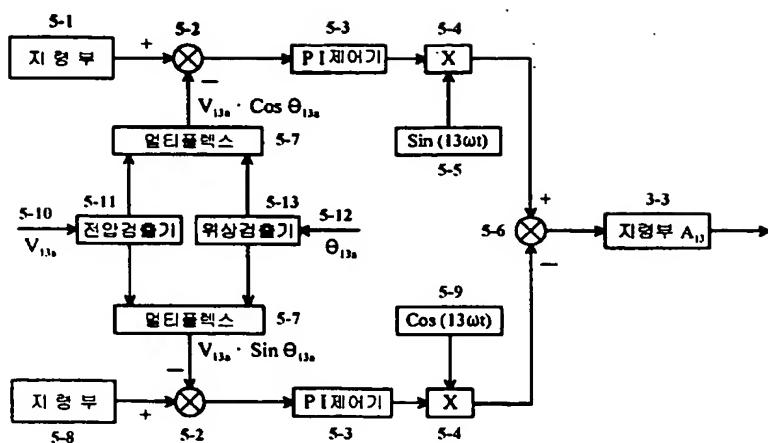 5-1
5-2
5-3
5-4
지 령 부
+
−
PI제어기
X
V13a · Cos Θ13a
멀티플렉스
5-7
Sin (13ωt)
5-5
5-10
V13a
5-11
전압검출기
5-13
위상검출기
5-12
Θ13a
5-6
+
−
3-3
지령부 A13
멀티플렉스
5-7
V13a · Sin Θ13a
5-9
Cos (13ωt)
지 령 부
5-8
+
−
5-2
PI제어기
5-3
X
5-4